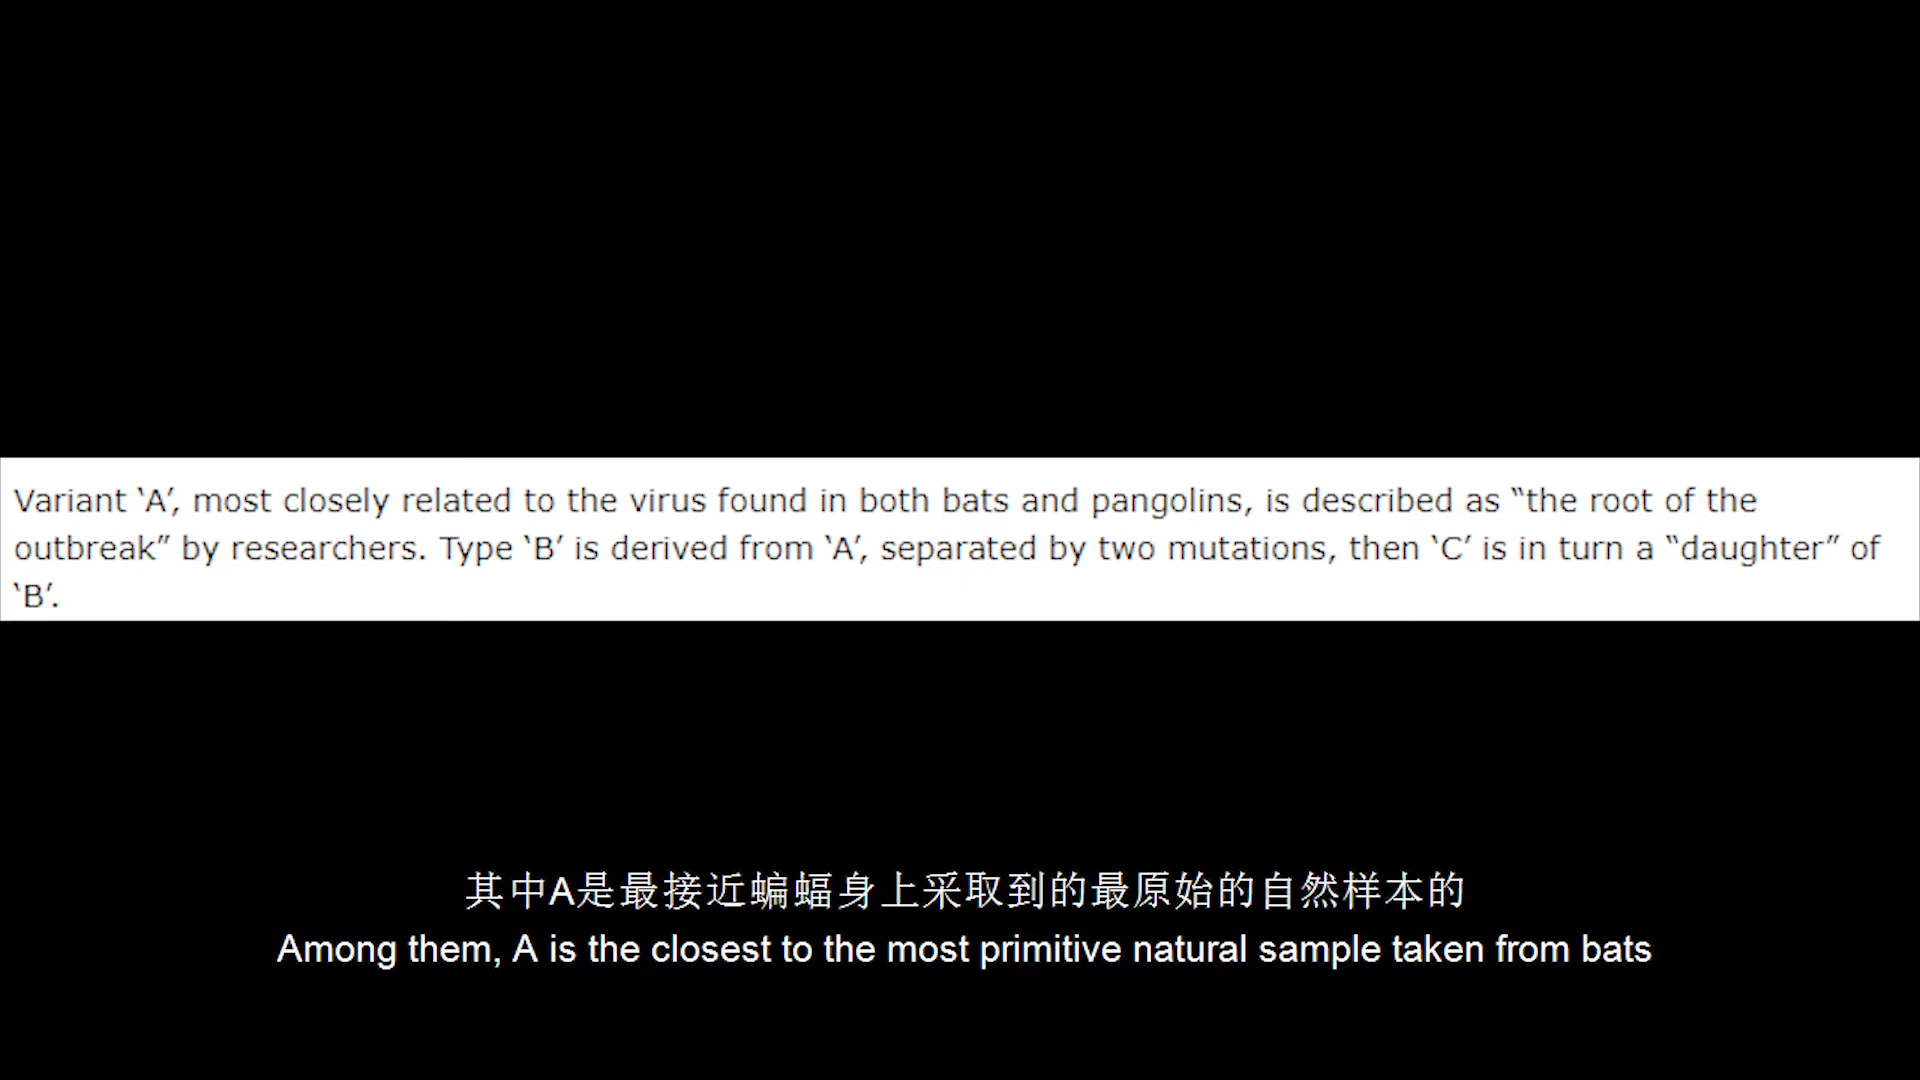 Variant ‘A’, most closely related to the virus found in both bats and pangolins, is described as “the root of the
outbreak” by researchers. Type ‘B’ is derived from ‘A’, separated by two mutations, then ‘C’ is in turn a “daughter” of
‘B’.
其中A是最接近蝙蝠身上采取到的最原始的自然样本的
Among them, A is the closest to the most primitive natural sample taken from bats